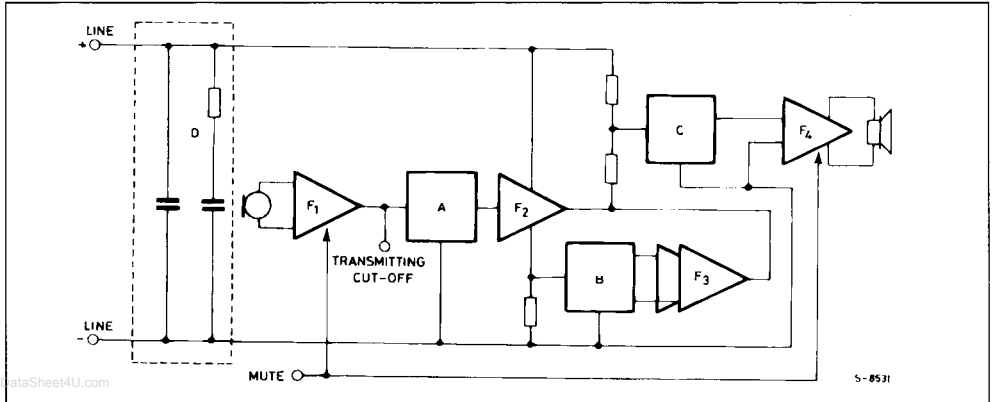 LINE
+
D
F1
A
F2
C
F4
TRANSMITTING
CUT-OFF
B
F3
LINE
-
MUTE
DataSheet4U.com
S-8531